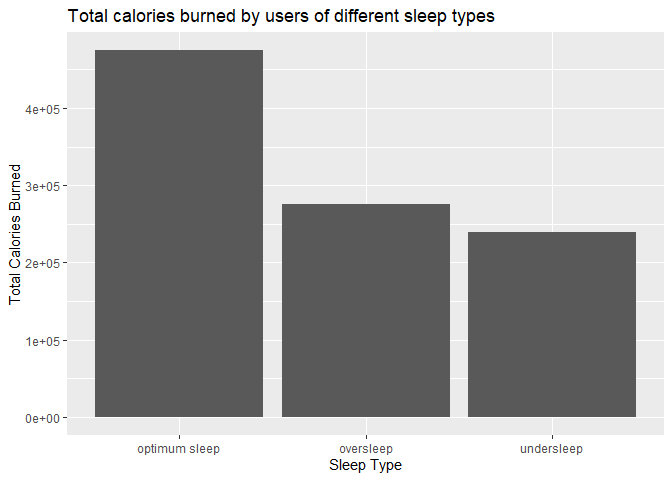 Total calories burned by users of different sleep types
Total Calories Burned
4e+05
3e+05
2e+05
1e+05
0e+00
optimum sleep
oversleep
undersleep
Sleep Type